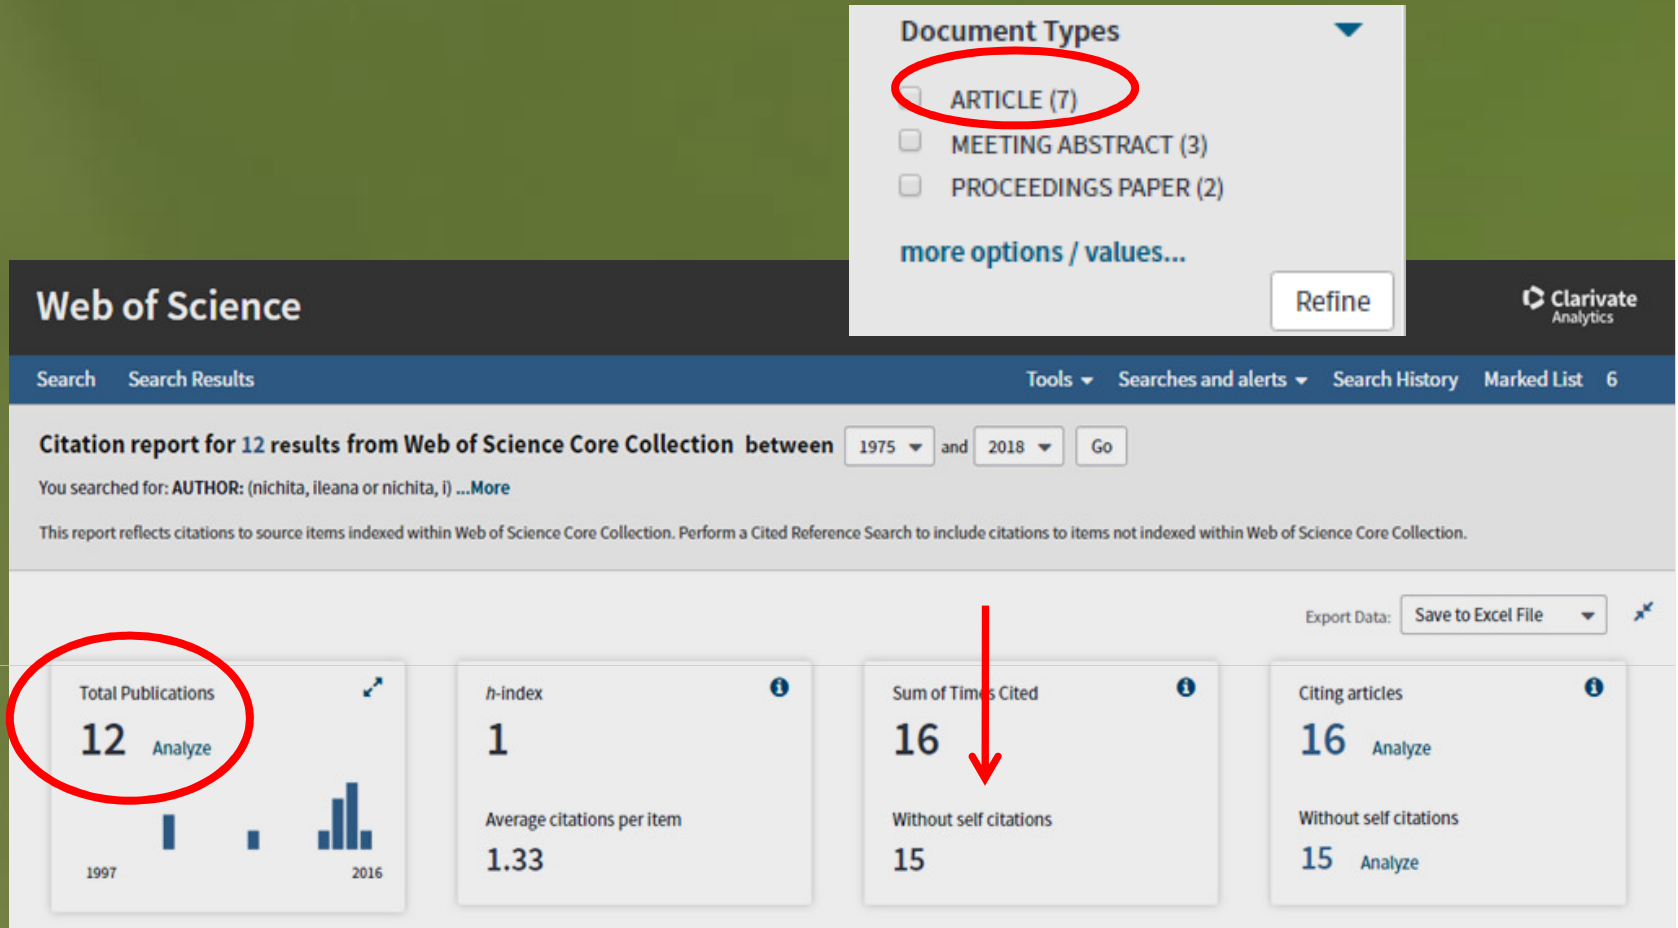 Document Types
ARTICLE (7)
MEETING ABSTRACT (3)
PROCEEDINGS PAPER (2)
more options / values...
Refine
Web of Science
Clarivate
Analytics
Search Search Results Tools Searches and alerts Search History Marked List 6
Citation report for 12 results from Web of Science Core Collection between 1975 and 2018 Go
You searched for: AUTHOR: (nichita, ileana or nichita, i) ...More
This report reflects citations to source items indexed within Web of Science Core Collection. Perform a Cited Reference Search to include citations to items not indexed within Web of Science Core Collection.
Export Data: Save to Excel File
Total Publications
12 Analyze
1997 2016
h-index
1
Average citations per item
1.33
Sum of Times Cited
16
Without self citations
15
Citing articles
16 Analyze
Without self citations
15 Analyze